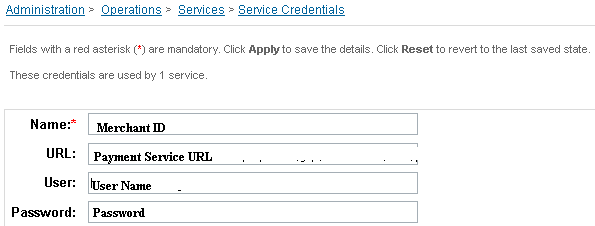 Administration > Operations > Services > Service Credentials
Fields with a red asterisk (*) are mandatory. Click Apply to save the details. Click Reset to revert to the last saved state.
These credentials are used by 1 service.
Name:* Merchant ID
URL: Payment Service URL
User: User Name
Password: Password